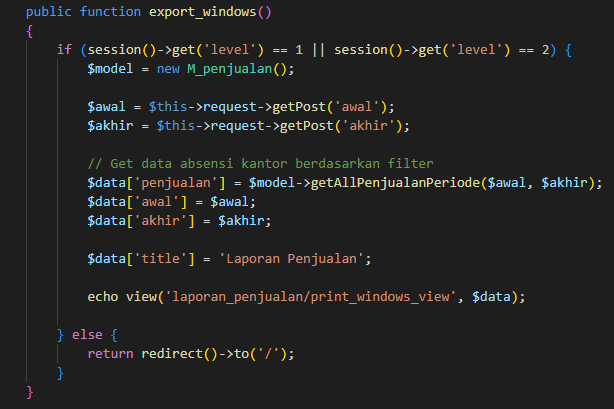 public function export_windows()
{
if (session()->get('level') == 1 || session()->get('level') == 2) {
$model = new M_penjualan();
$awal = $this->request->getPost('awal');
$akhir = $this->request->getPost('akhir');
// Get data absensi kantor berdasarkan filter
$data['penjualan'] = $model->getAllPenjualanPeriode($awal, $akhir);
$data['awal'] = $awal;
$data['akhir'] = $akhir;
$data['title'] = 'Laporan Penjualan';
echo view('laporan_penjualan/print_windows_view', $data);
} else {
return redirect()->to('/');
}
}